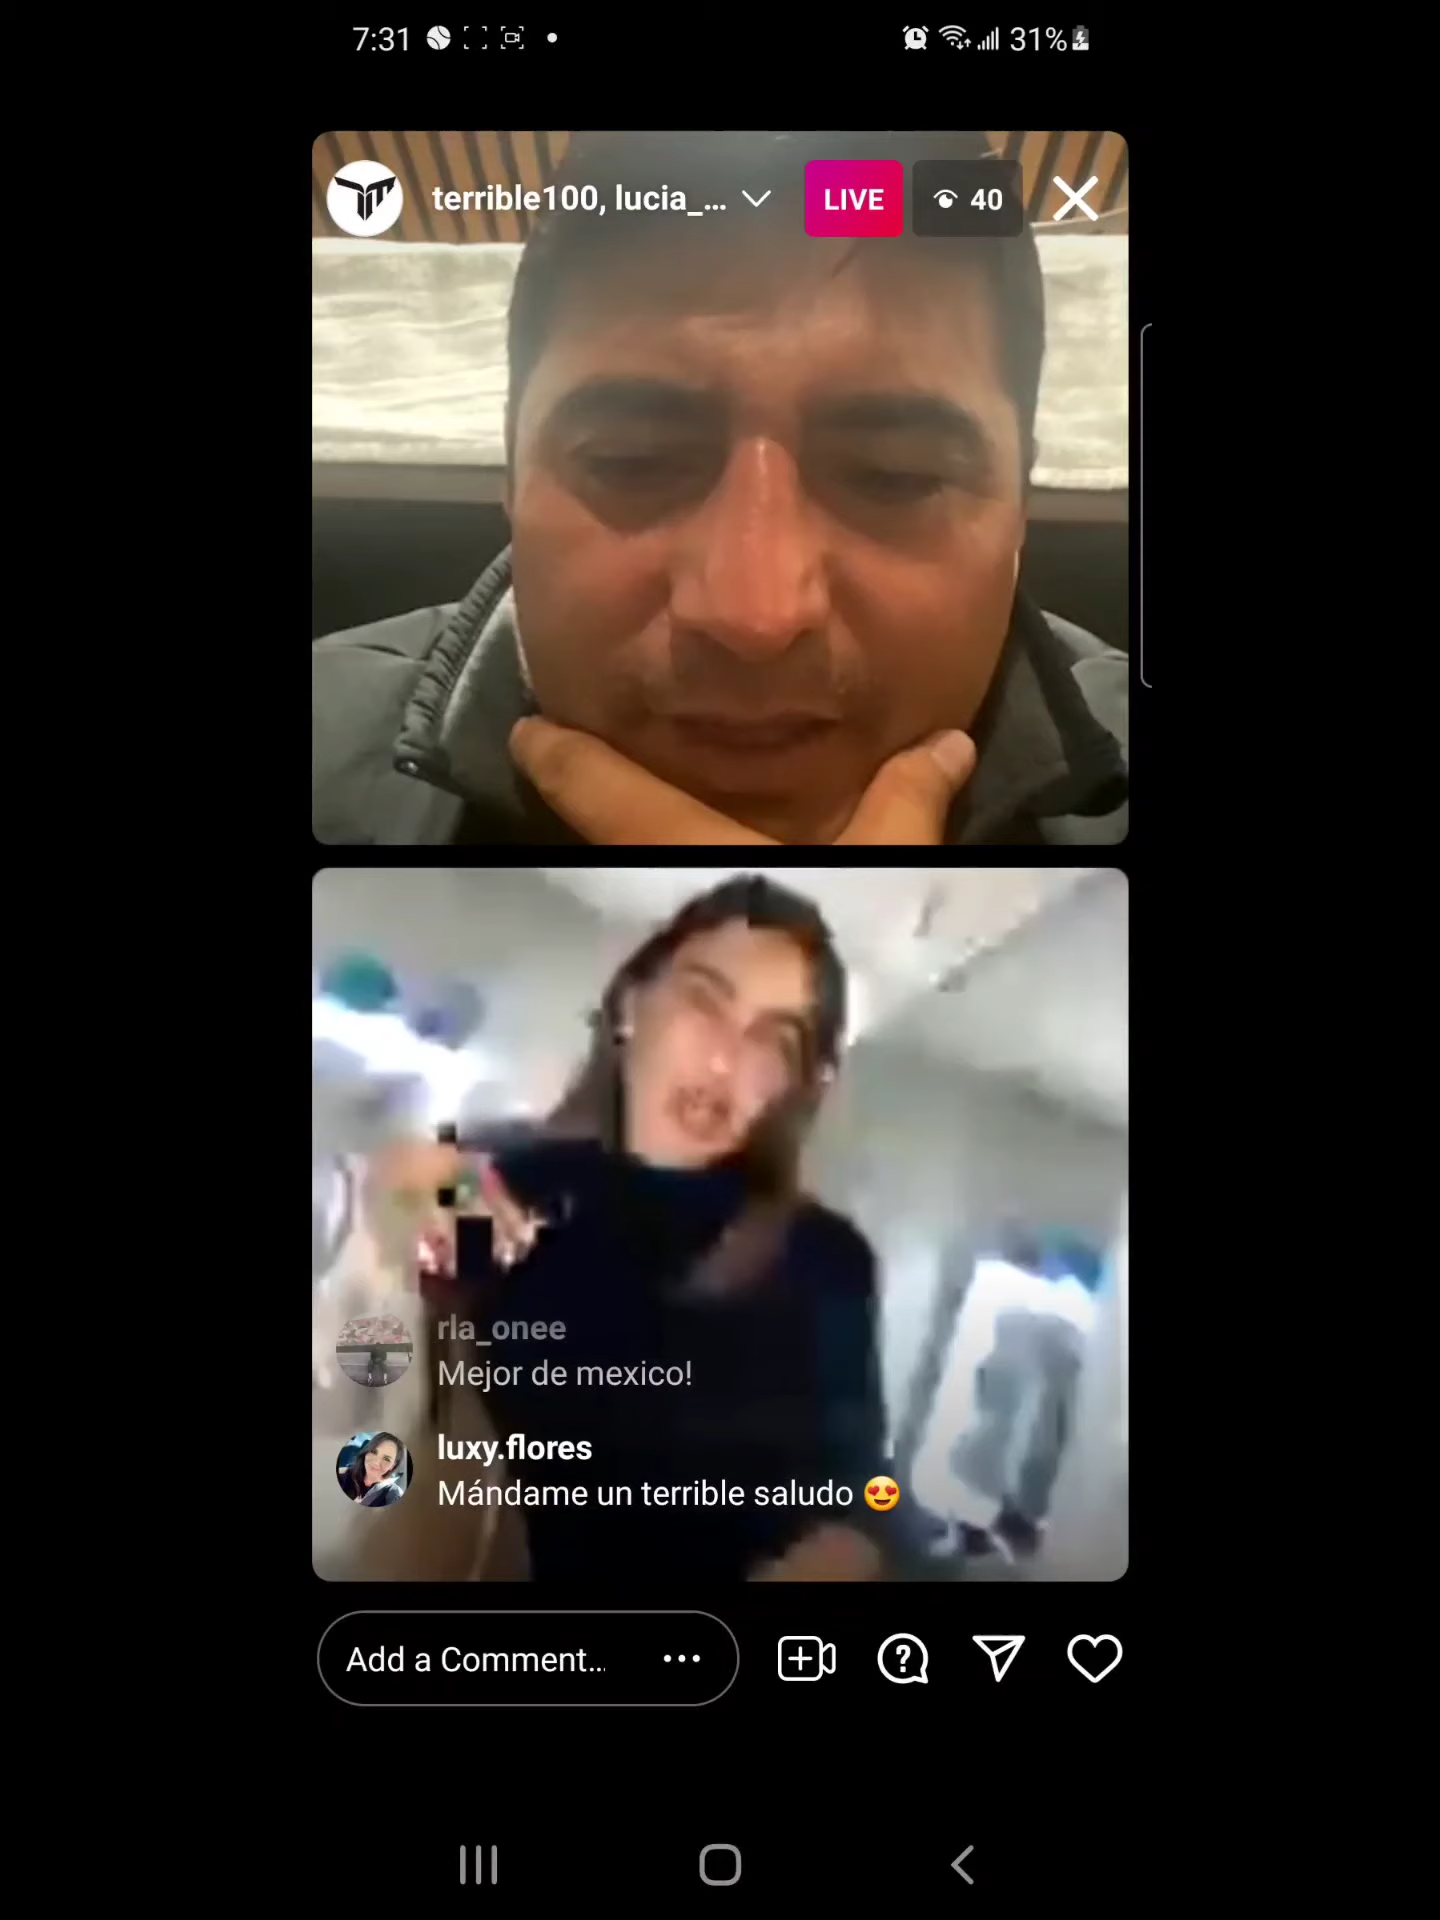 7:31
31%
terrible100, lucia_...
LIVE
40
rla_onee
Mejor de mexico!
luxy.flores
Mándame un terrible saludo 😍
Add a Comment...